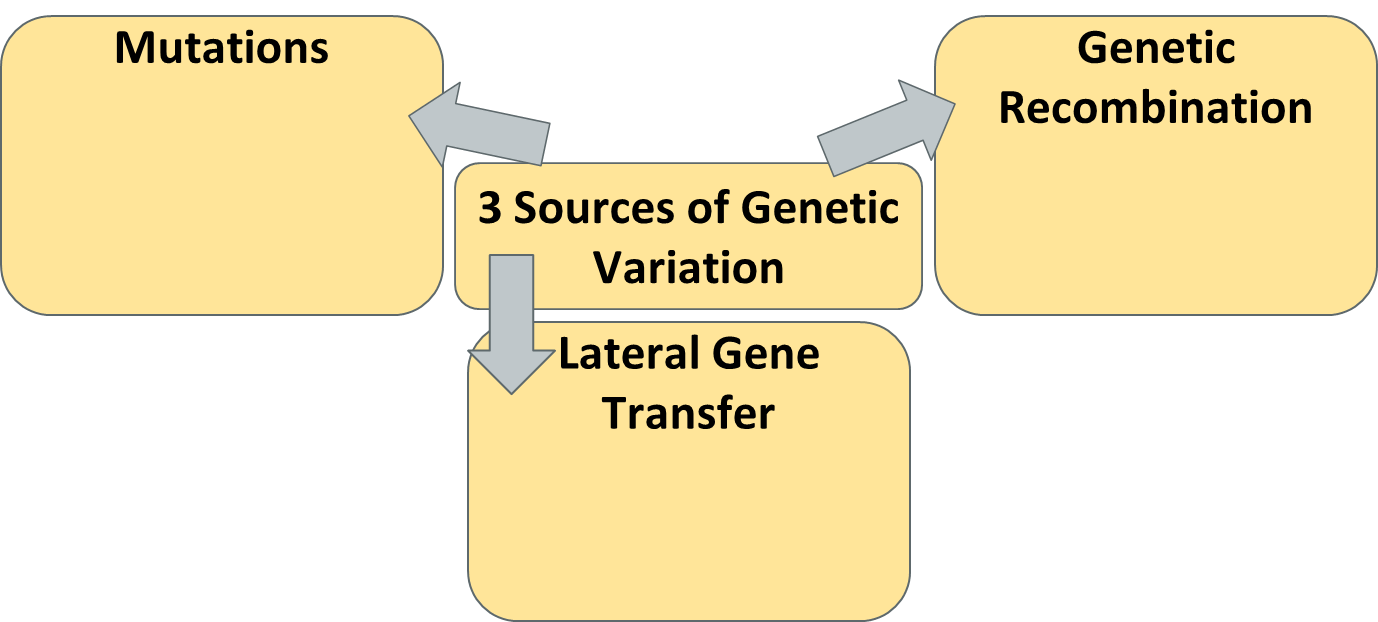 Mutations
Genetic
Recombination
3 Sources of Genetic
Variation
Lateral Gene
Transfer